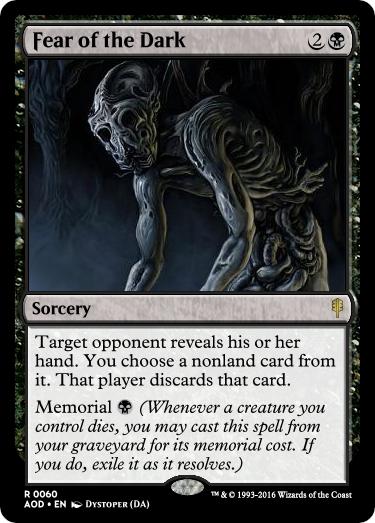 Fear of the Dark 2
Sorcery
Target opponent reveals his or her
hand. You choose a nonland card from
it. That player discards that card.
Memorial (Whenever a creature you
control dies, you may cast this spell from
your graveyard for its memorial cost. If
you do, exile it as it resolves.)
R 0060
AOD • EN Dystoper (DA)
™ & © 1993-2016 Wizards of the Coast